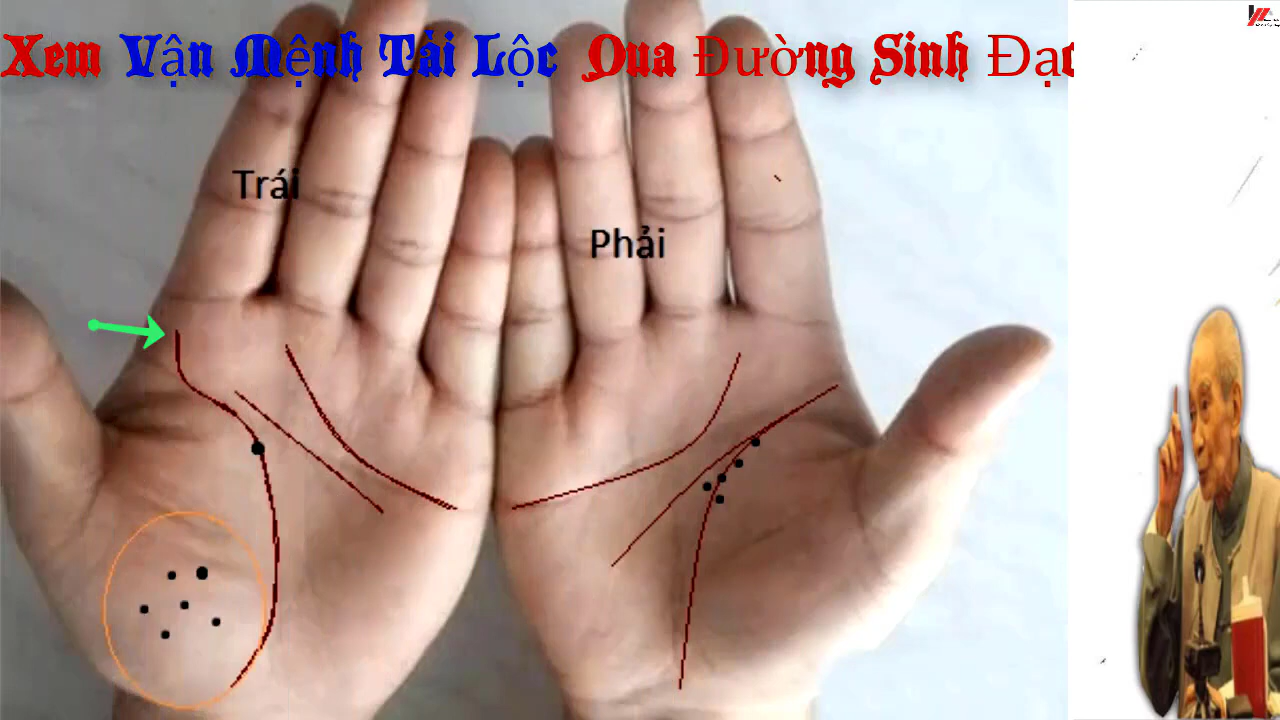 Xem Vận Mệnh Tài Lộc Qua Đường Sinh Đạo
Trái
Phải